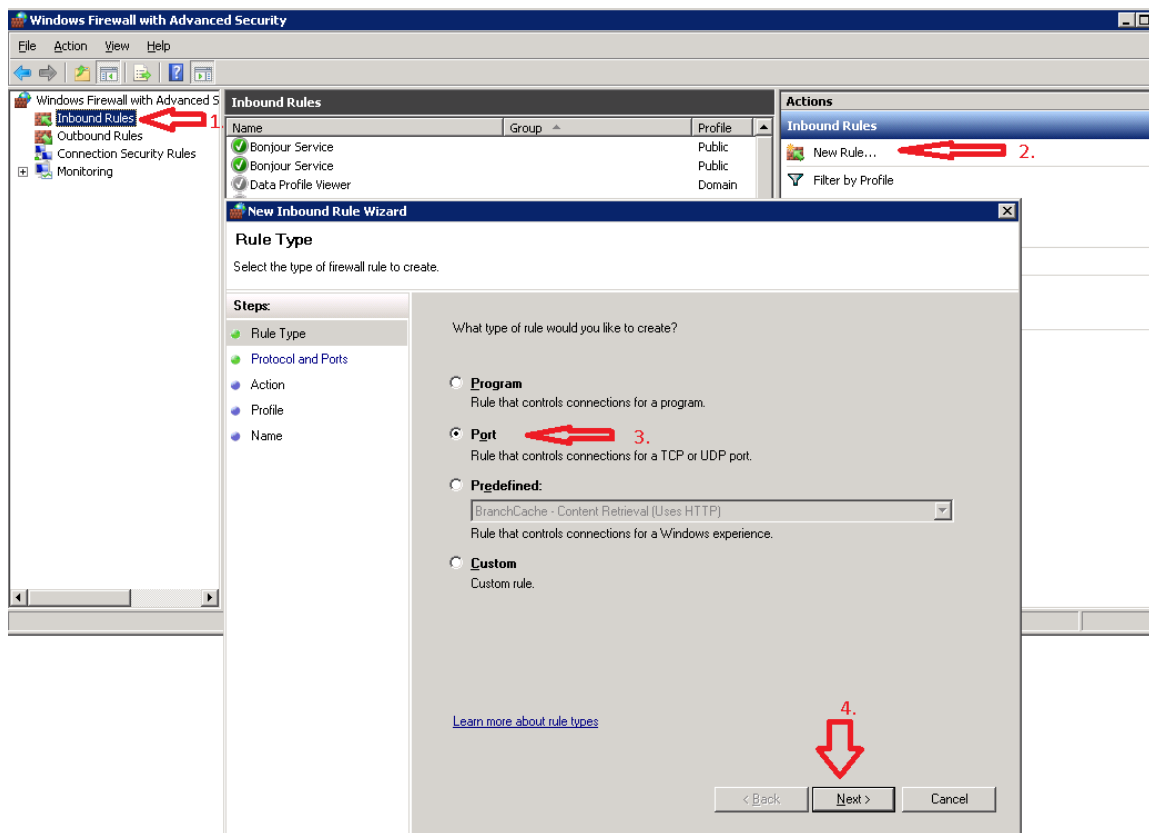 Windows Firewall with Advanced Security
File Action View Help
Windows Firewall with Advanced S
Inbound Rules
1.
Outbound Rules
Connection Security Rules
Monitoring
Inbound Rules
Name Group Profile
Bonjour Service Public
Bonjour Service Public
Data Profile Viewer Domain
Actions
Inbound Rules
New Rule...
2.
Filter by Profile
New Inbound Rule Wizard
Rule Type
Select the type of firewall rule to create.
Steps:
Rule Type
Protocol and Ports
Action
Profile
Name
What type of rule would you like to create?
Program
Rule that controls connections for a program.
Port
3.
Rule that controls connections for a TCP or UDP port.
Predefined:
BranchCache - Content Retrieval (Uses HTTP)
Rule that controls connections for a Windows experience.
Custom
Custom rule.
Learn more about rule types
4.
< Back Next > Cancel